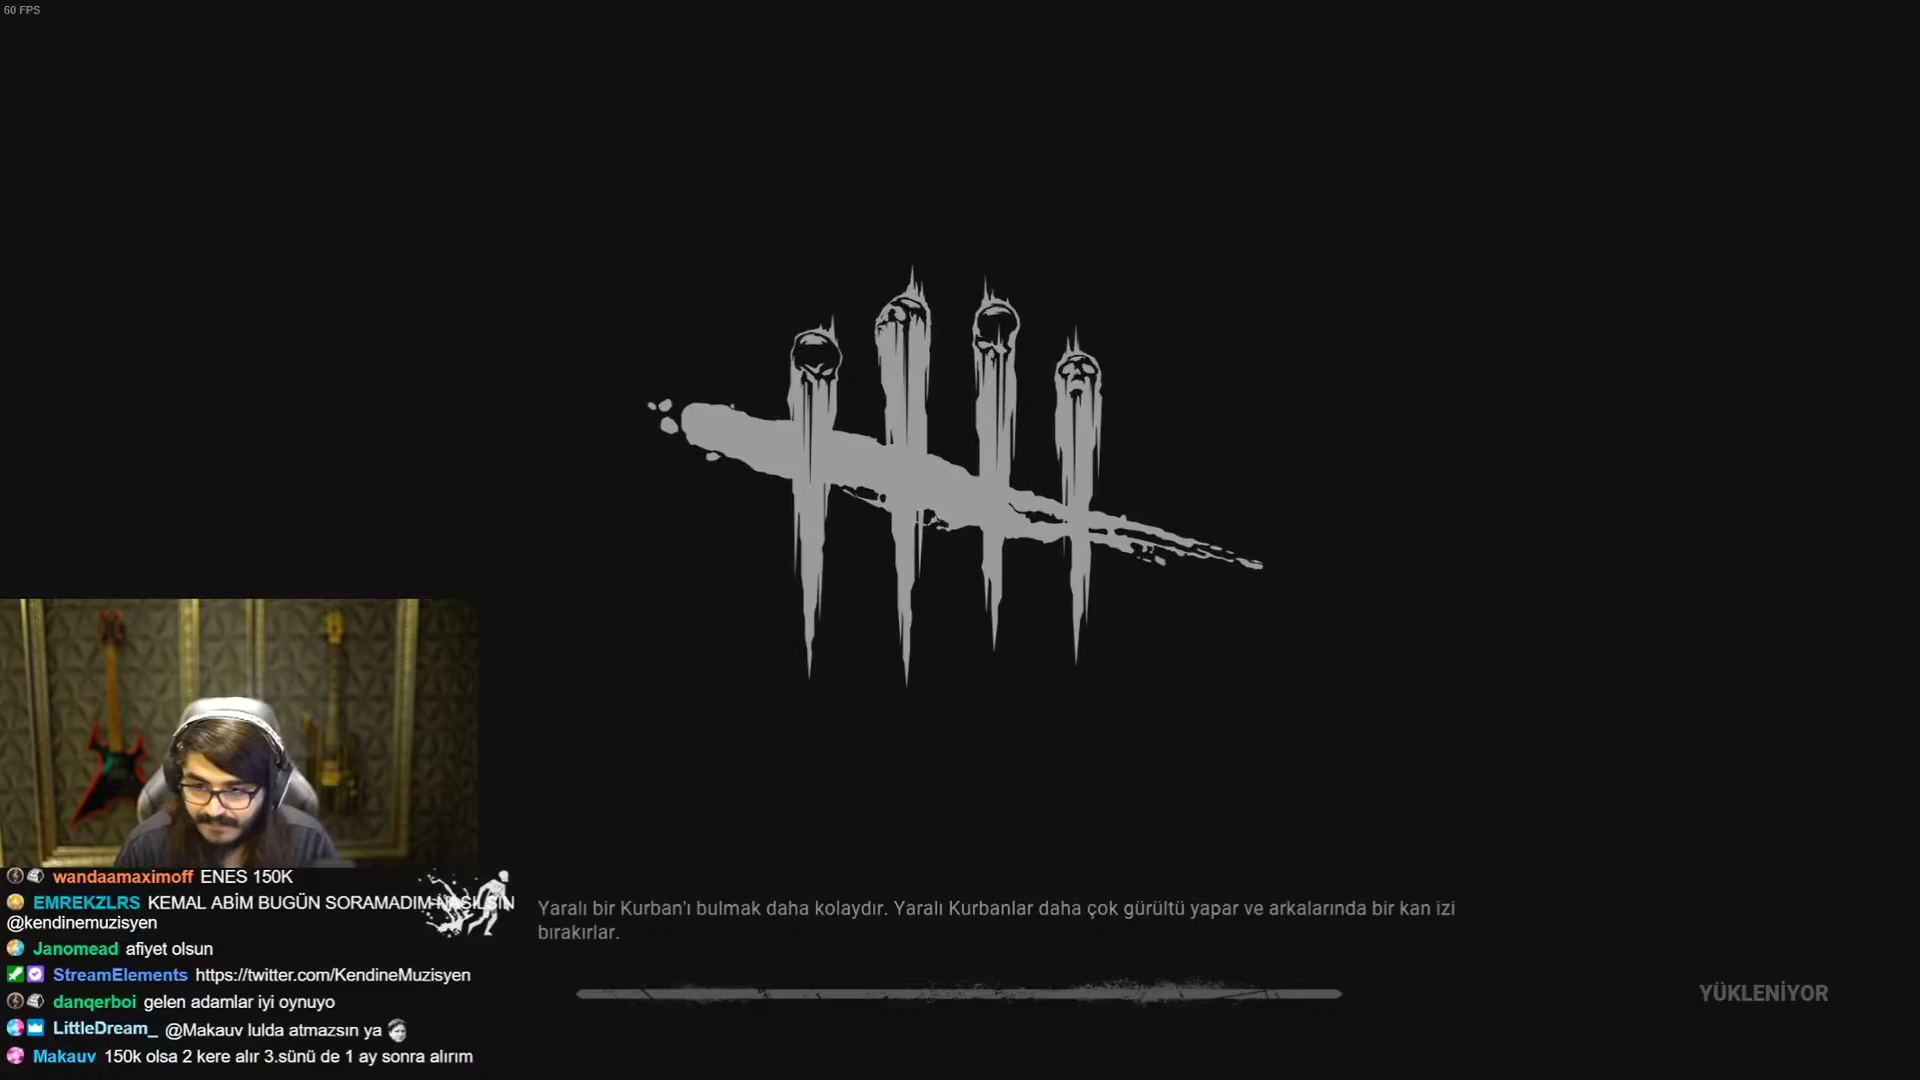 60 FPS
wandaamaximoff ENES 150K
EMREKZLRS KEMAL ABİM BUGÜN SORAMADIM NASILSIN
@kendinemuzisyen
Janomead afiyet olsun
StreamElements https://twitter.com/KendineMuzisyen
danqerboi gelen adamlar iyi oynuyo
LittleDream_ @Makauv lulda atmazsın ya
Makauv 150k olsa 2 kere alır 3.sünü de 1 ay sonra alırım
Yaralı bir Kurban'ı bulmak daha kolaydır. Yaralı Kurbanlar daha çok gürültü yapar ve arkalarında bir kan izi
bırakırlar.
YÜKLENİYOR